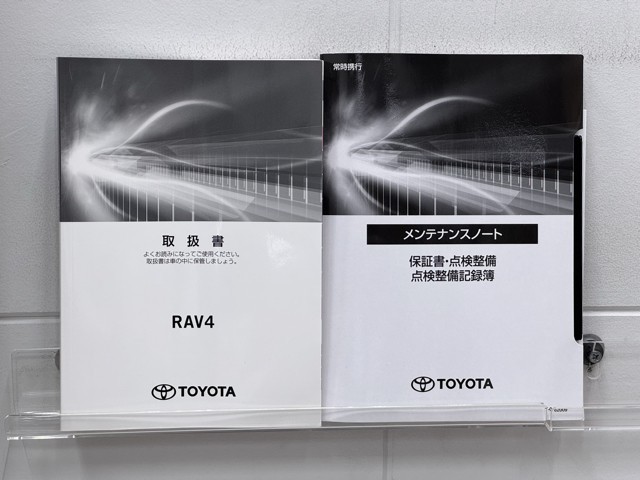 取扱書
よくお読みになってご使用ください。
取扱書は車の中に保管しましょう。
RAV4
TOYOTA
常時携行
メンテナンスノート
保証書・点検整備
点検整備記録簿
TOYOTA